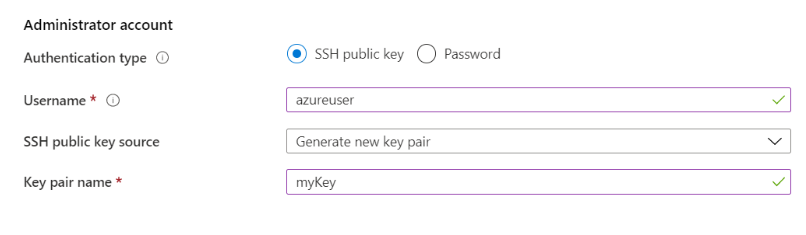 Administrator account
Authentication type SSH public key Password
Username * azureuser
SSH public key source Generate new key pair
Key pair name * myKey